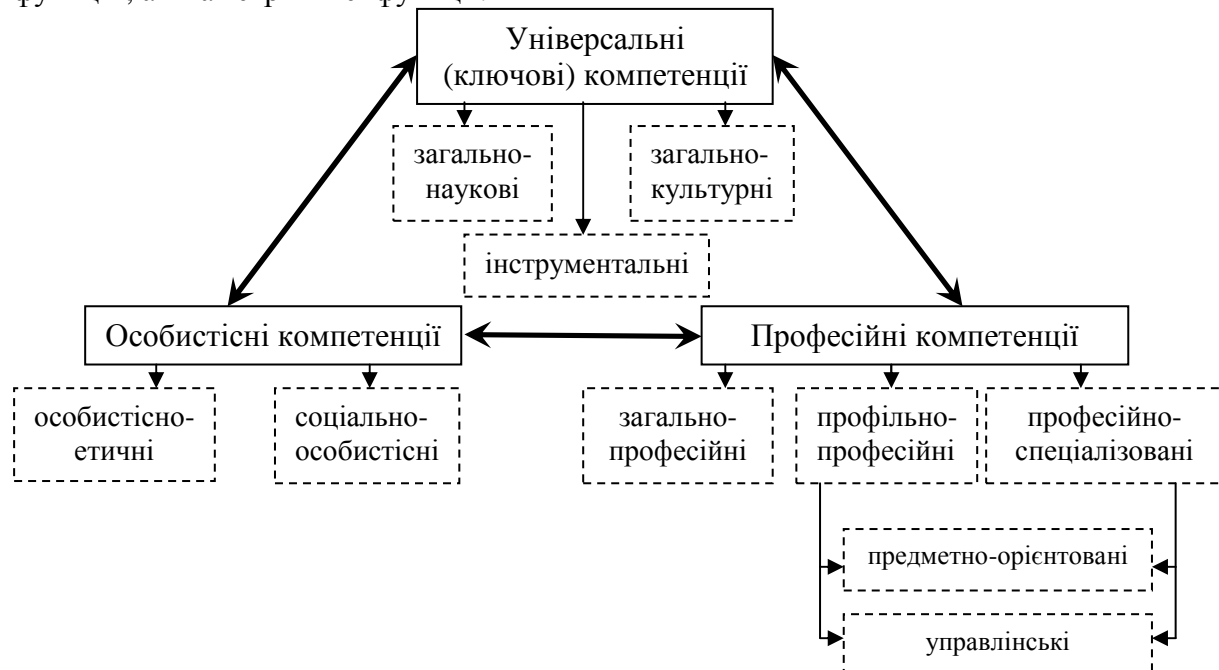 Універсальні
(ключові) компетенції
загально-
наукові
загально-
культурні
інструментальні
Особистісні компетенції
Професійні компетенції
особистісно-
етичні
соціально-
особистісні
загально-
професійні
профільно-
професійні
професійно-
спеціалізовані
предметно-орієнтовані
управлінські